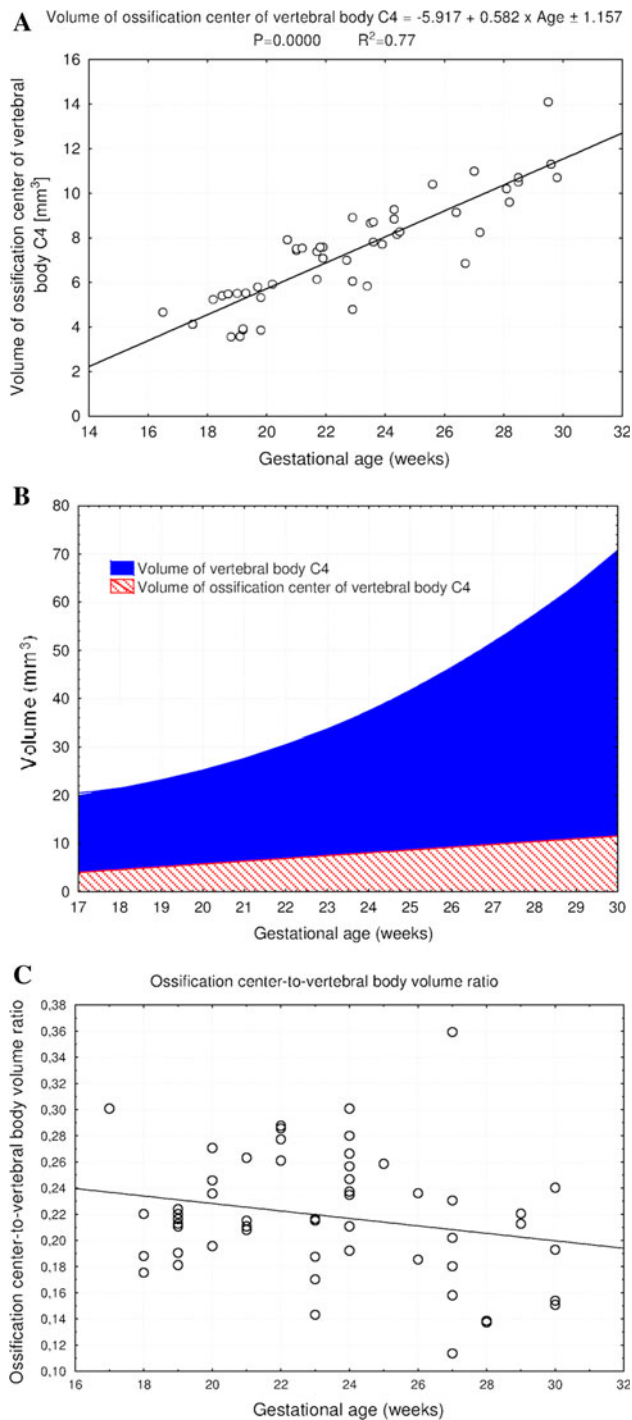 A
Volume of ossification center of vertebral body C4 = -5.917 + 0.582 x Age ± 1.157
P=0.0000 R²=0.77
Volume of ossification center of vertebral
body C4 [mm³]
16
14
12
10
8
6
4
2
0
14 16 18 20 22 24 26 28 30 32
Gestational age (weeks)
B
Volume (mm³)
80
70
60
50
40
30
20
10
0
Volume of vertebral body C4
Volume of ossification center of vertebral body C4
17 18 19 20 21 22 23 24 25 26 27 28 29 30
Gestational age (weeks)
C
Ossification center-to-vertebral body volume ratio
Ossification center-to-vertebral body volume ratio
0,38
0,36
0,34
0,32
0,30
0,28
0,26
0,24
0,22
0,20
0,18
0,16
0,14
0,12
0,10
16 18 20 22 24 26 28 30 32
Gestational age (weeks)